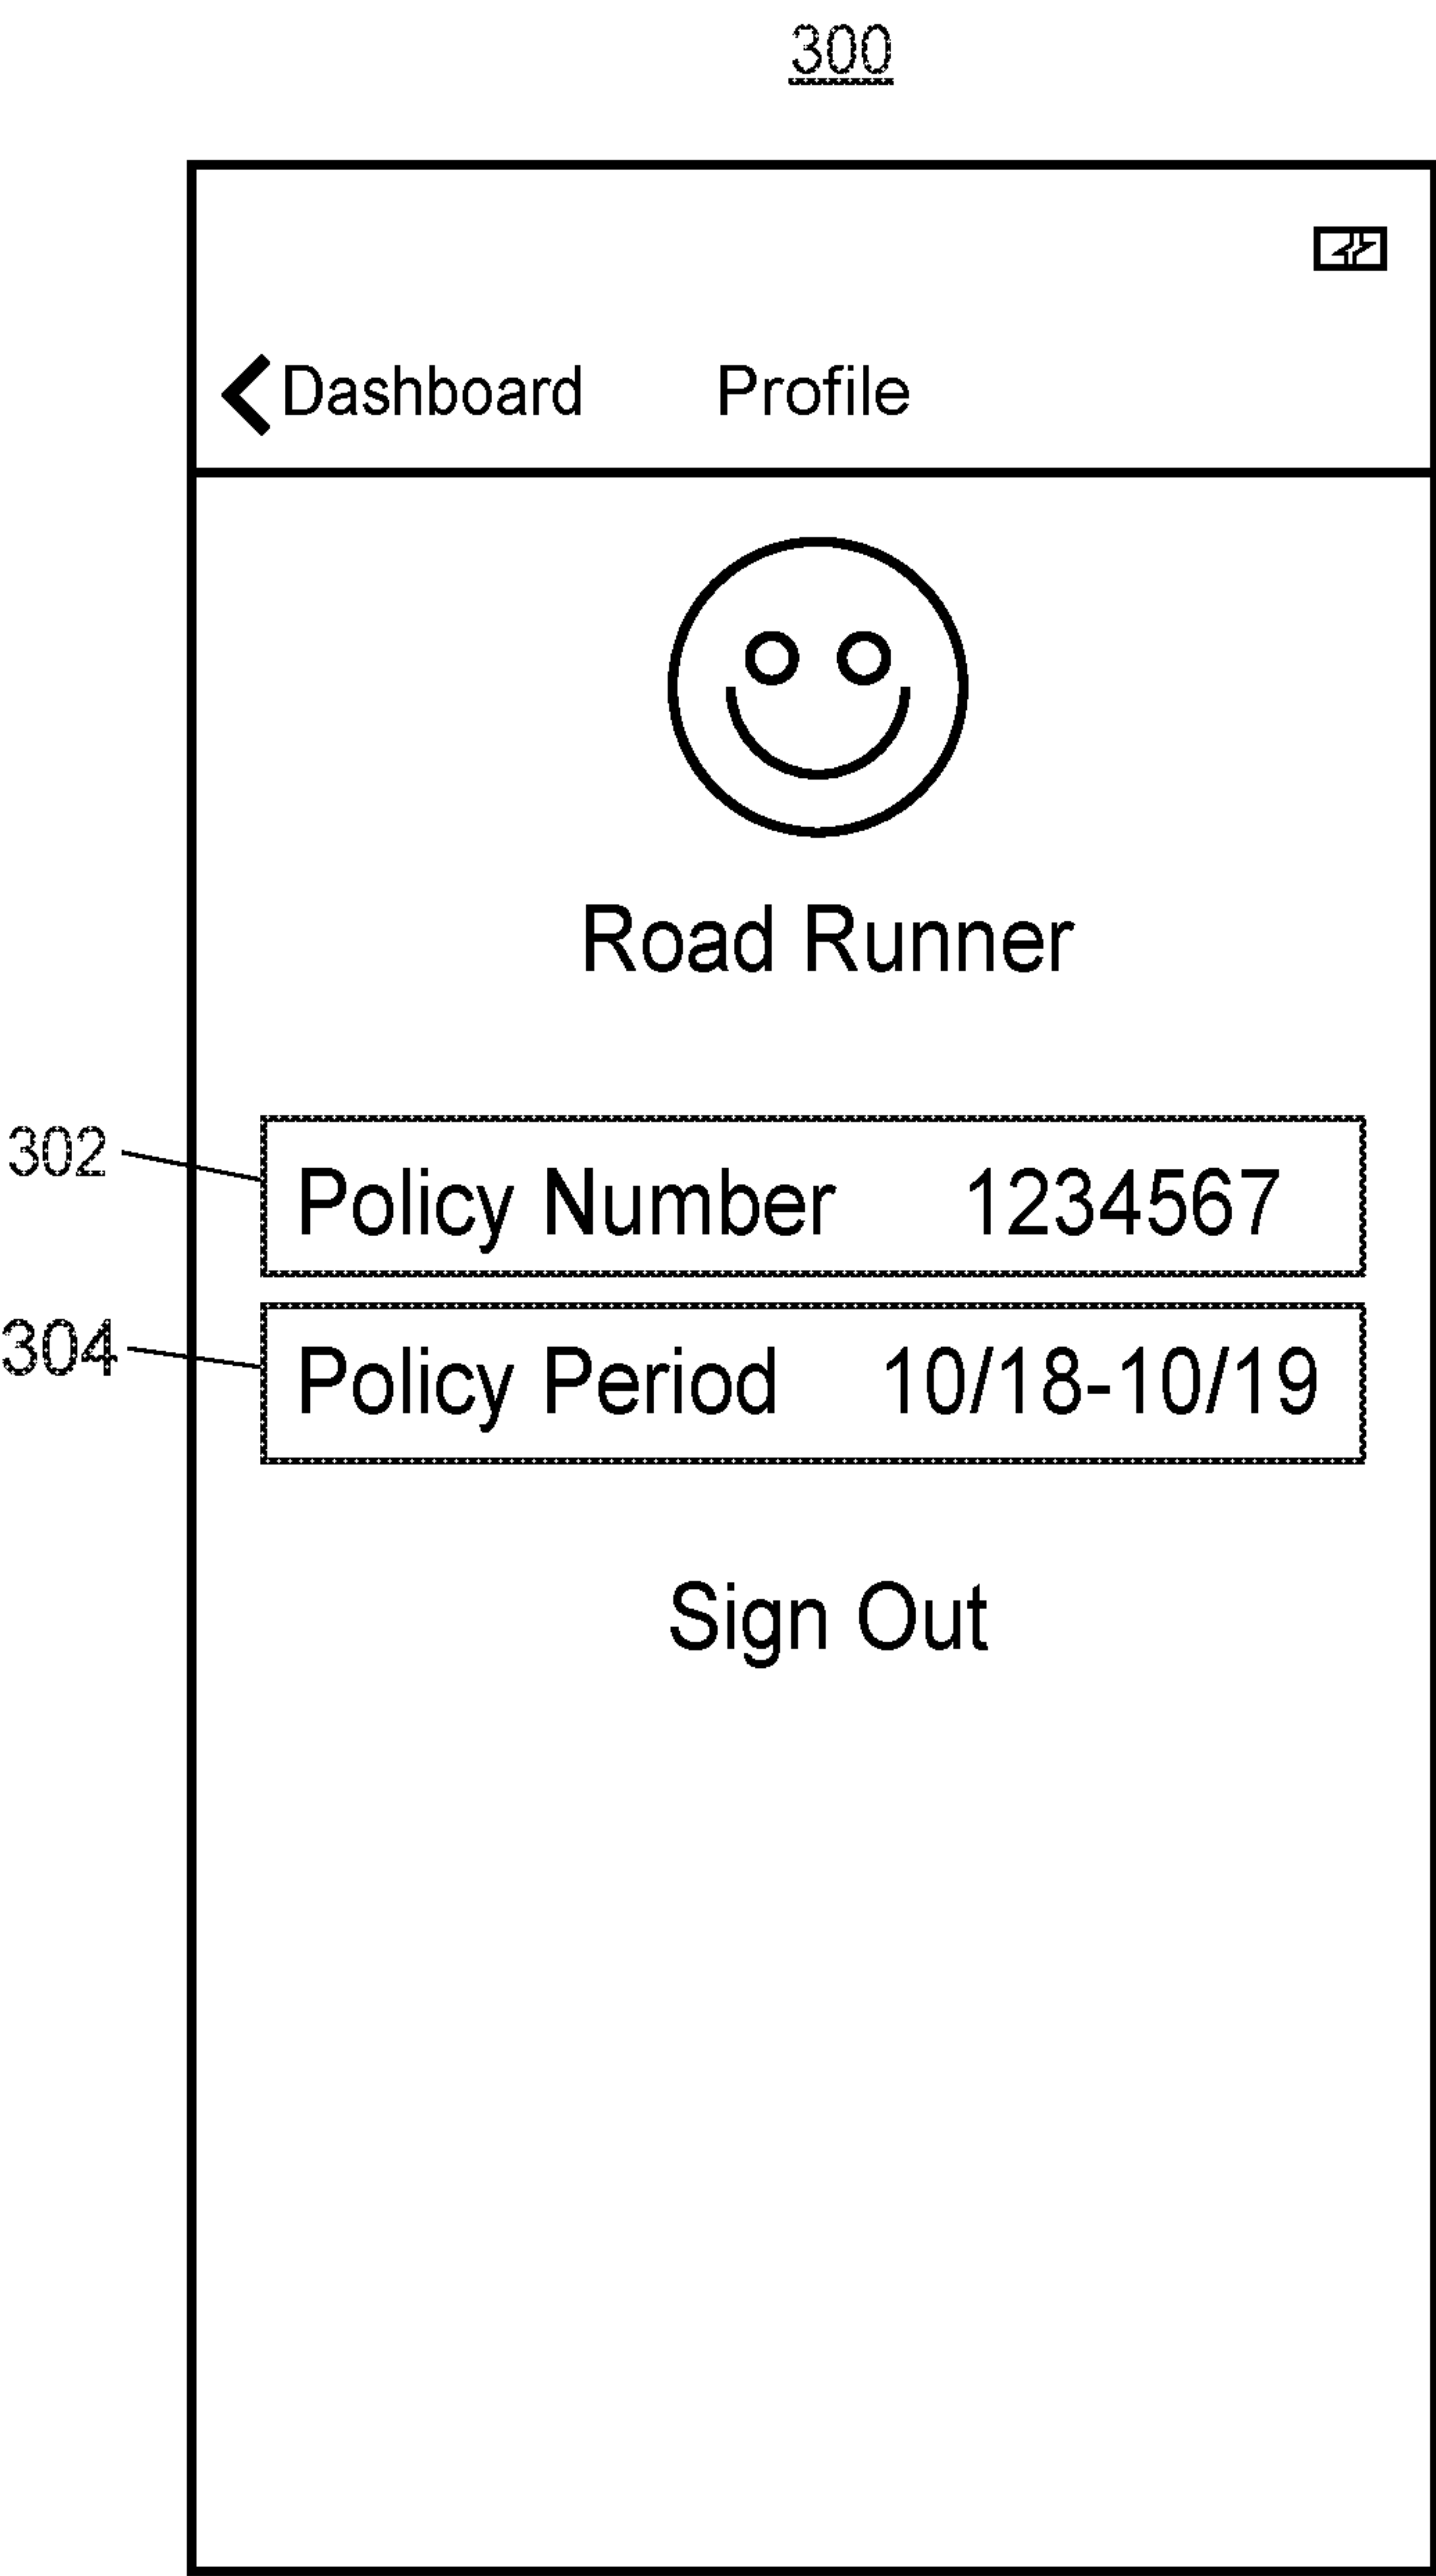 300
Dashboard Profile
Road Runner
302
Policy Number 1234567
304
Policy Period 10/18-10/19
Sign Out